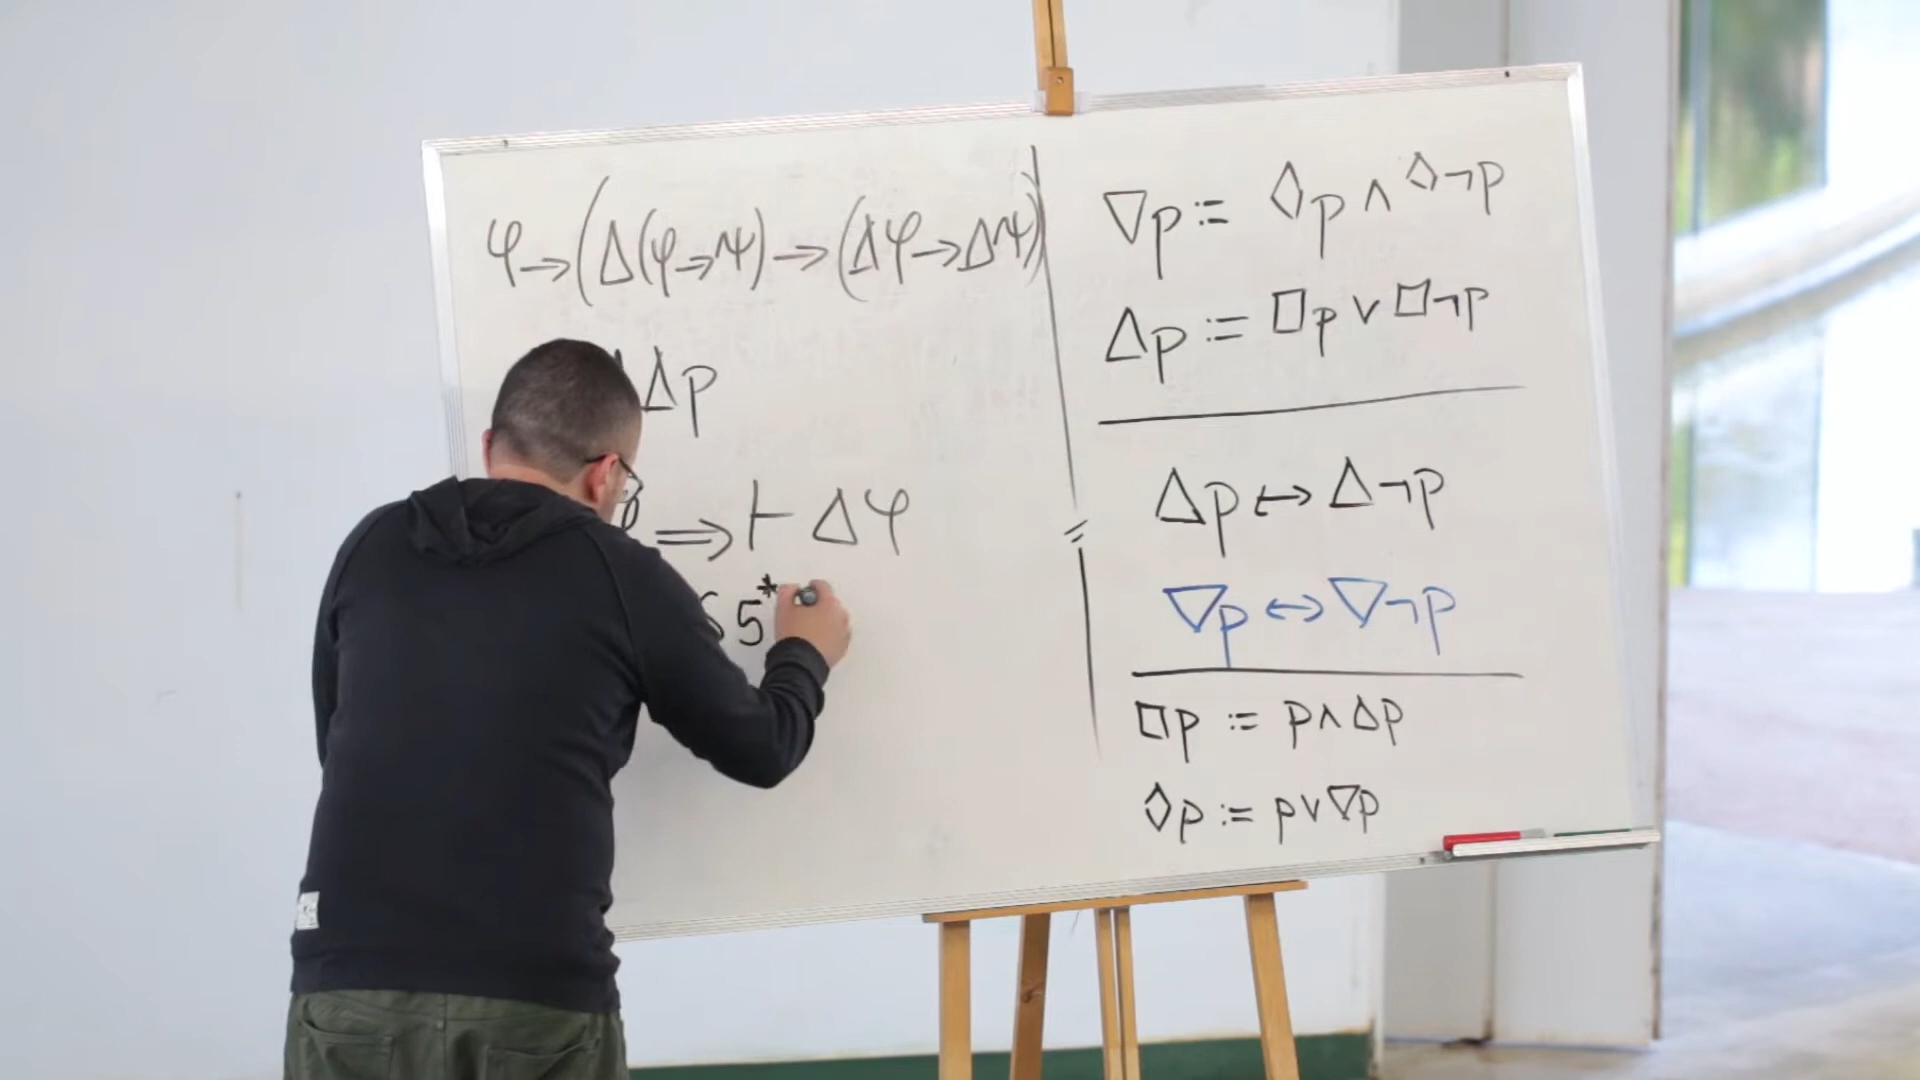 φ→(Δ(φ→ψ)→(Δφ→Δψ))
Δp
⇒⊢Δφ
5*
∇p := ◊p∧◊¬p
Δp := □p∨□¬p
Δp↔Δ¬p
∇p↔∇¬p
□p := p∧Δp
◊p := p∨∇p